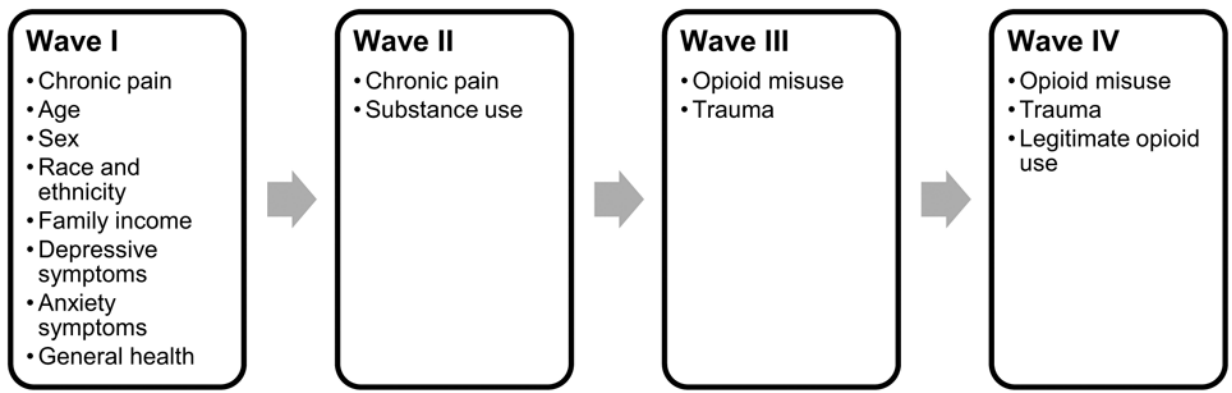 Wave I
• Chronic pain
• Age
• Sex
• Race and
ethnicity
• Family income
• Depressive
symptoms
• Anxiety
symptoms
• General health
Wave II
• Chronic pain
• Substance use
Wave III
• Opioid misuse
• Trauma
Wave IV
• Opioid misuse
• Trauma
• Legitimate opioid
use